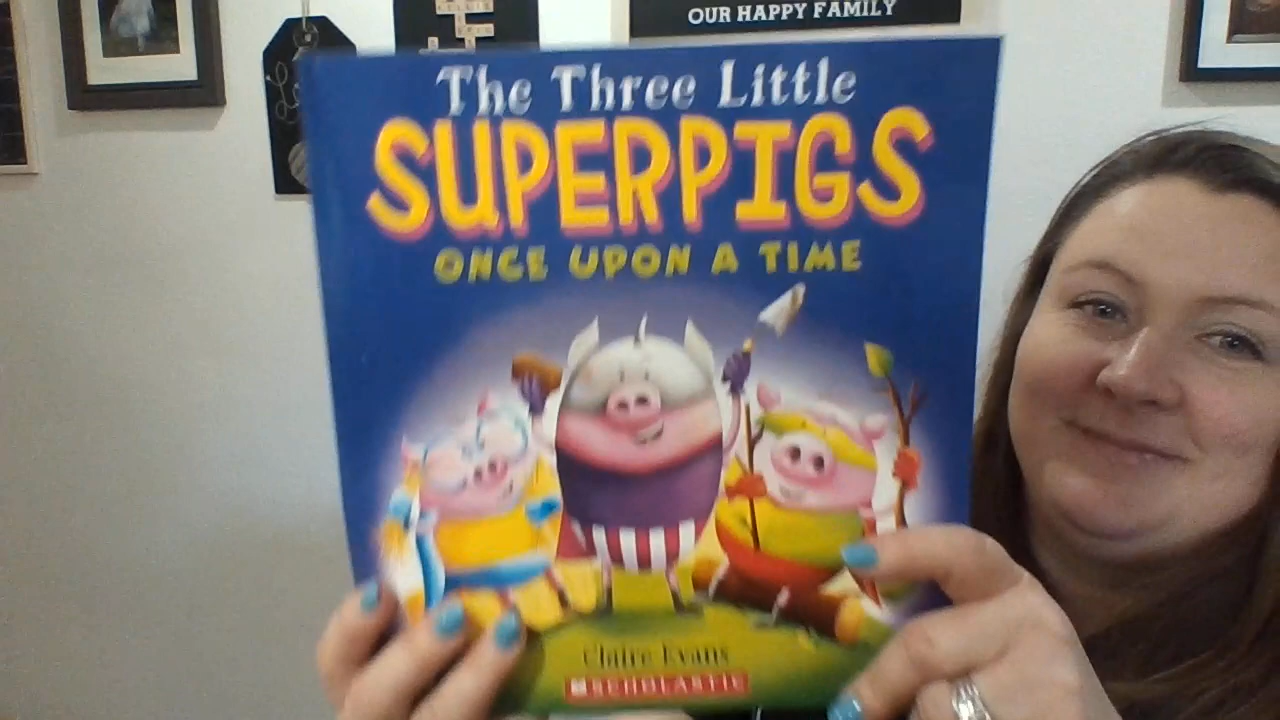 OUR HAPPY FAMILY
The Three Little
SUPERPIGS
ONCE UPON A TIME
Claire Evans
SCHOLASTIC